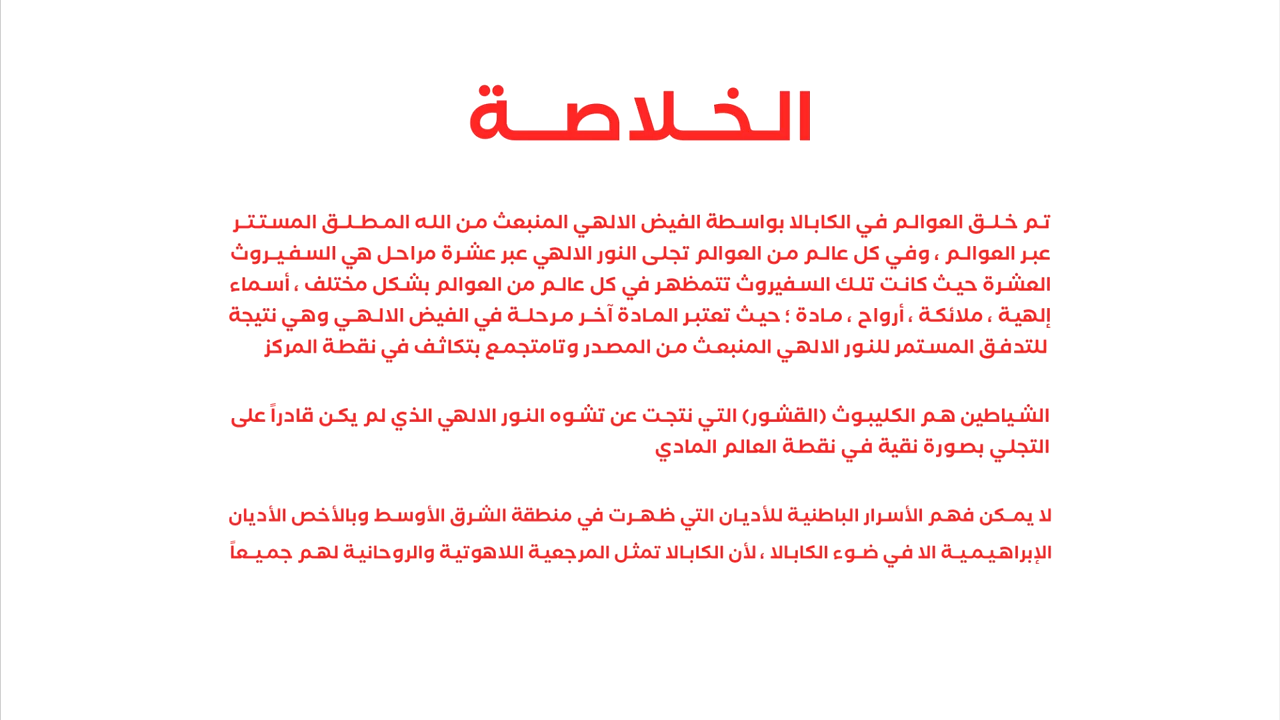 الخلاصة
تم خلق العوالم في الكابالا بواسطة الفيض الالهي المنبعث من الله المطلق المستتر
عبر العوالم ، وفي كل عالم من العوالم تجلى النور الالهي عبر عشرة مراحل هي السفيروث
العشرة حيث كانت تلك السفيروث تتمظهر في كل عالم من العوالم بشكل مختلف ، أسماء
إلهية ، ملائكة ، أرواح ، مادة ؛ حيث تعتبر المادة آخر مرحلة في الفيض الالهي وهي نتيجة
للتدفق المستمر للنور الالهي المنبعث من المصدر وتامتجمع بتكاثف في نقطة المركز
الشياطين هم الكليبوث (القشور) التي نتجت عن تشوه النور الالهي الذي لم يكن قادراً على
التجلي بصورة نقية في نقطة العالم المادي
لا يمكن فهم الأسرار الباطنية للأديان التي ظهرت في منطقة الشرق الأوسط وبالأخص الأديان
الإبراهيمية الا في ضوء الكابالا ، لأن الكابالا تمثل المرجعية اللاهوتية والروحانية لهم جميعاً